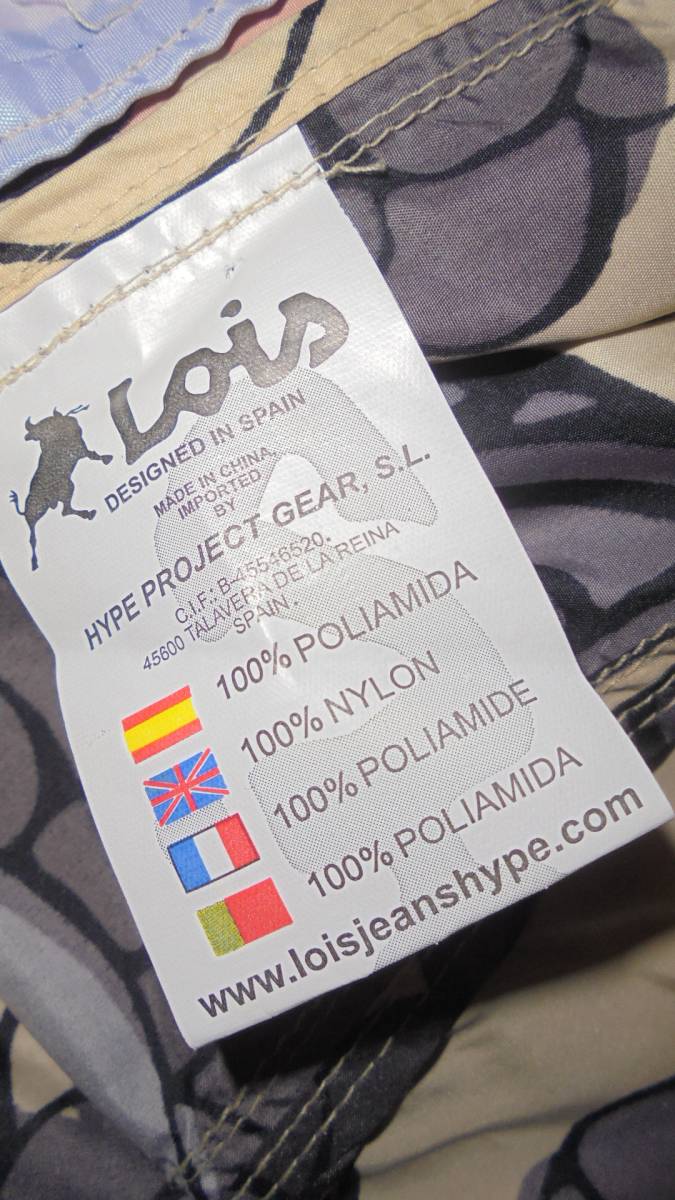 Lois
DESIGNED IN SPAIN
MADE IN CHINA,
IMPORTED
BY
HYPE PROJECT GEAR, S.L.
C.I.F.: B-45546520.
45600 TALAVERA DE LA REINA
SPAIN.
100% POLIAMIDA
100% NYLON
100% POLIAMIDE
100% POLIAMIDA
www.loisjeanshype.com